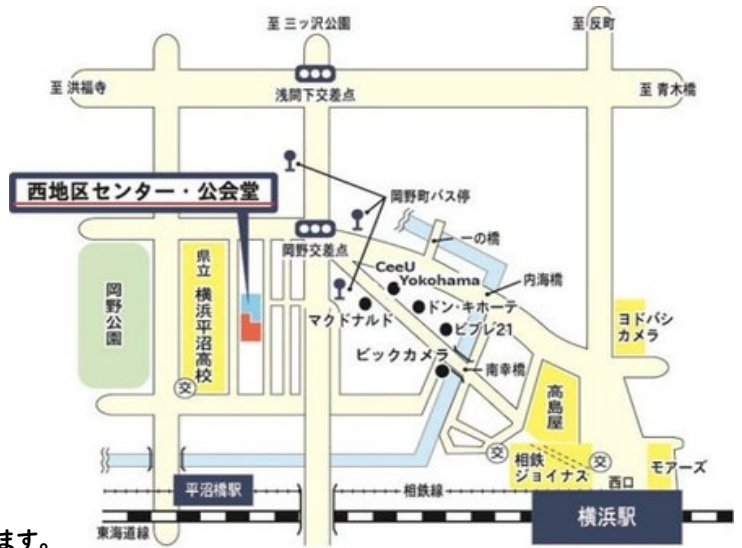 至 三ッ沢公園
至 反町
至 洪福寺
浅間下交差点
至 青木橋
西地区センター・公会堂
岡野町バス停
岡野交差点
一の橋
CeeU
Yokohama
内海橋
岡野公園
県立 横浜平沼高校
マクドナルド
ドン・キホーテ
ビブレ21
ヨドバシ
カメラ
ビックカメラ
南幸橋
交
高島屋
交
相鉄
ジョイナス
交
西口
モアーズ
平沼橋駅
相鉄線
横浜駅
東海道線
ます。